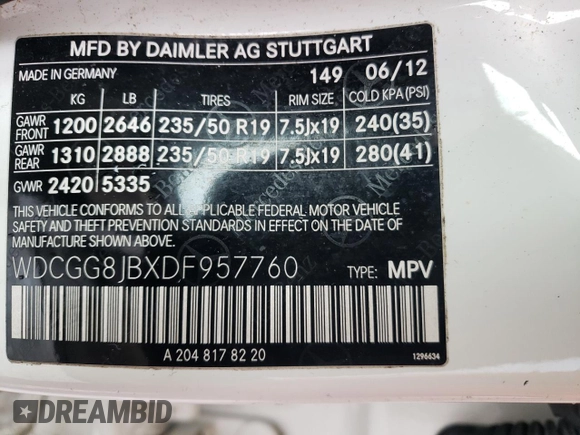 MFD BY DAIMLER AG STUTTGART
MADE IN GERMANY 149 06/12
KG LB TIRES RIM SIZE COLD KPA (PSI)
GAWR FRONT 1200 2646 235/50 R19 7.5Jx19 240(35)
GAWR REAR 1310 2888 235/50 R19 7.5Jx19 280(41)
GVWR 2420 5335
THIS VEHICLE CONFORMS TO ALL APPLICABLE FEDERAL MOTOR VEHICLE
SAFETY AND THEFT PREVENTION STANDARDS IN EFFECT ON THE DATE
OF MANUFACTURE SHOWN ABOVE.
WDCGG8JBXDF957760 TYPE: MPV
A 204 817 82 20
1296634
DREAMBID